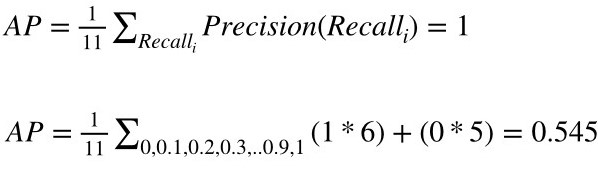 AP = 1/11 ∑_{Recall_i} Precision(Recall_i) = 1
AP = 1/11 ∑_{0,0.1,0.2,0.3,..0.9,1} (1 * 6) + (0 * 5) = 0.545